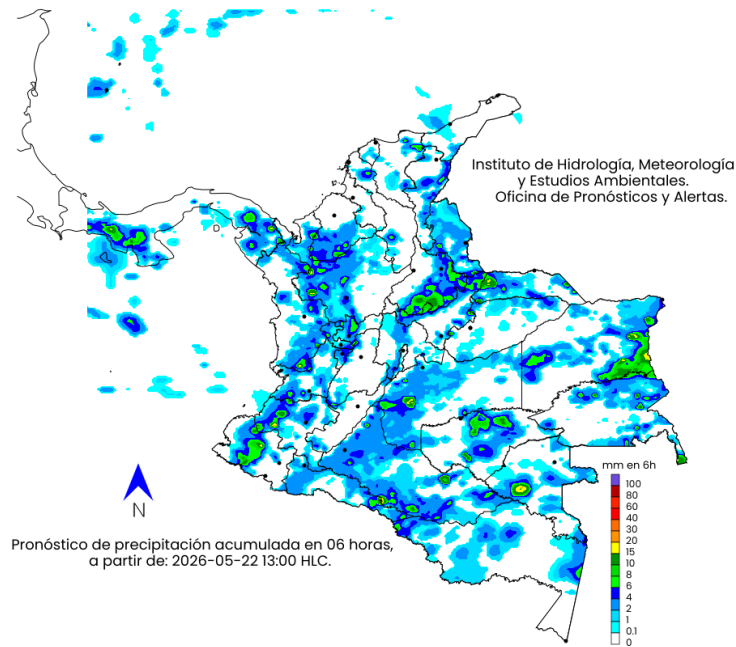 Instituto de Hidrología, Meteorología
y Estudios Ambientales.
Oficina de Pronósticos y Alertas.
mm en 6h
100
80
60
40
30
20
15
10
8
6
4
2
1
0.1
0
N
Pronóstico de precipitación acumulada en 06 horas,
a partir de: 2026-05-22 13:00 HLC.